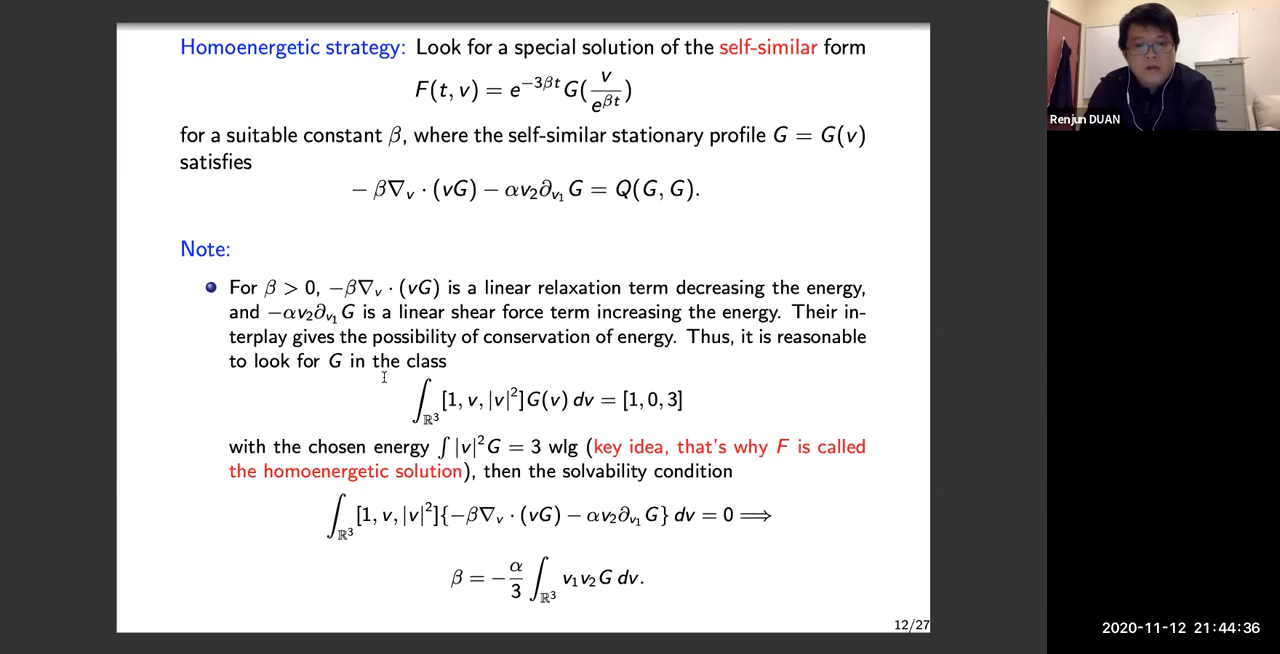 Homoenergetic strategy: Look for a special solution of the self-similar form
F(t, v) = e^{-3βt} G(v/e^{βt})
for a suitable constant β, where the self-similar stationary profile G = G(v)
satisfies
− β∇_v · (vG) − αv_2∂_{v_1}G = Q(G, G).
Note:
For β > 0, −β∇_v · (vG) is a linear relaxation term decreasing the energy,
and −αv_2∂_{v_1}G is a linear shear force term increasing the energy. Their in-
terplay gives the possibility of conservation of energy. Thus, it is reasonable
to look for G in the class
∫_{ℝ^3} [1, v, |v|^2]G(v) dv = [1, 0, 3]
with the chosen energy ∫ |v|^2 G = 3 wlg (key idea, that's why F is called
the homoenergetic solution), then the solvability condition
∫_{ℝ^3} [1, v, |v|^2]{−β∇_v · (vG) − αv_2∂_{v_1}G} dv = 0 ⟹
β = −α/3 ∫_{ℝ^3} v_1v_2G dv.
12/27
Renjun DUAN
2020-11-12 21:44:36